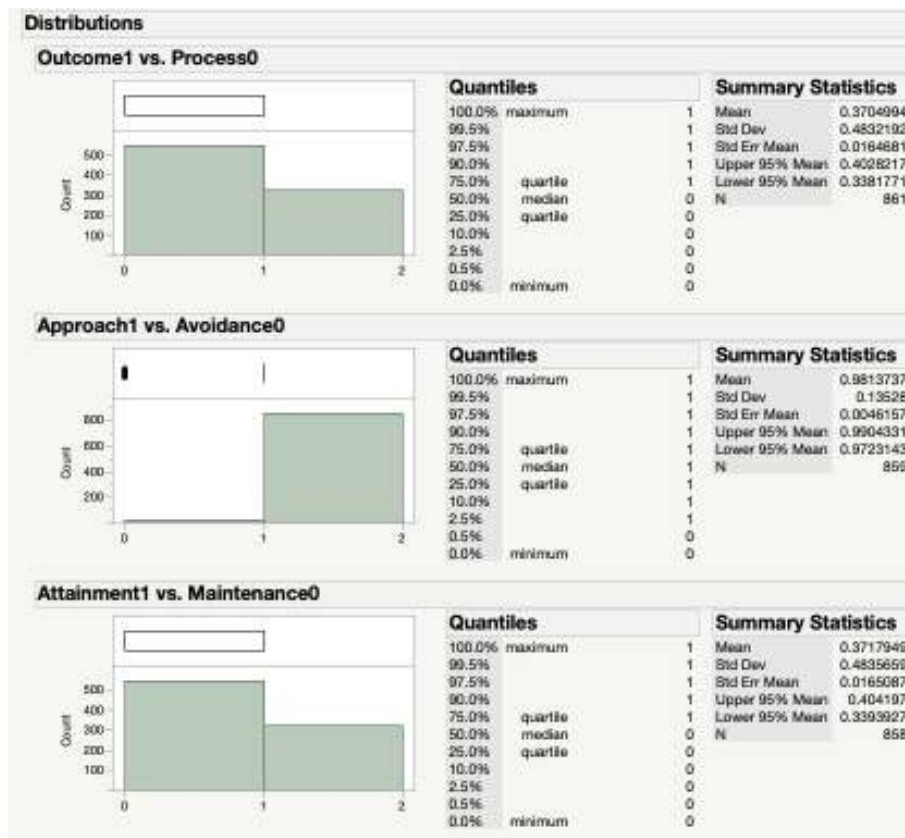 Distributions
Outcome1 vs. Process0
Count
500
400
300
200
100
0 1 2
Quantiles
100.0% maximum 1
99.5% 1
97.5% 1
90.0% 1
75.0% quartile 1
50.0% median 0
25.0% quartile 0
10.0% 0
2.5% 0
0.5% 0
0.0% minimum 0
Summary Statistics
Mean 0.3704994
Std Dev 0.4832192
Std Err Mean 0.0164681
Upper 95% Mean 0.4028217
Lower 95% Mean 0.3381771
N 861
Approach1 vs. Avoidance0
Count
800
600
400
200
0 1 2
Quantiles
100.0% maximum 1
99.5% 1
97.5% 1
90.0% 1
75.0% quartile 1
50.0% median 1
25.0% quartile 1
10.0% 1
2.5% 1
0.5% 0
0.0% minimum 0
Summary Statistics
Mean 0.9813737
Std Dev 0.13528
Std Err Mean 0.0046157
Upper 95% Mean 0.9904331
Lower 95% Mean 0.9723143
N 859
Attainment1 vs. Maintenance0
Count
500
400
300
200
100
0 1 2
Quantiles
100.0% maximum 1
99.5% 1
97.5% 1
90.0% 1
75.0% quartile 1
50.0% median 0
25.0% quartile 0
10.0% 0
2.5% 0
0.5% 0
0.0% minimum 0
Summary Statistics
Mean 0.3717949
Std Dev 0.4835659
Std Err Mean 0.0165087
Upper 95% Mean 0.404197
Lower 95% Mean 0.3393927
N 858